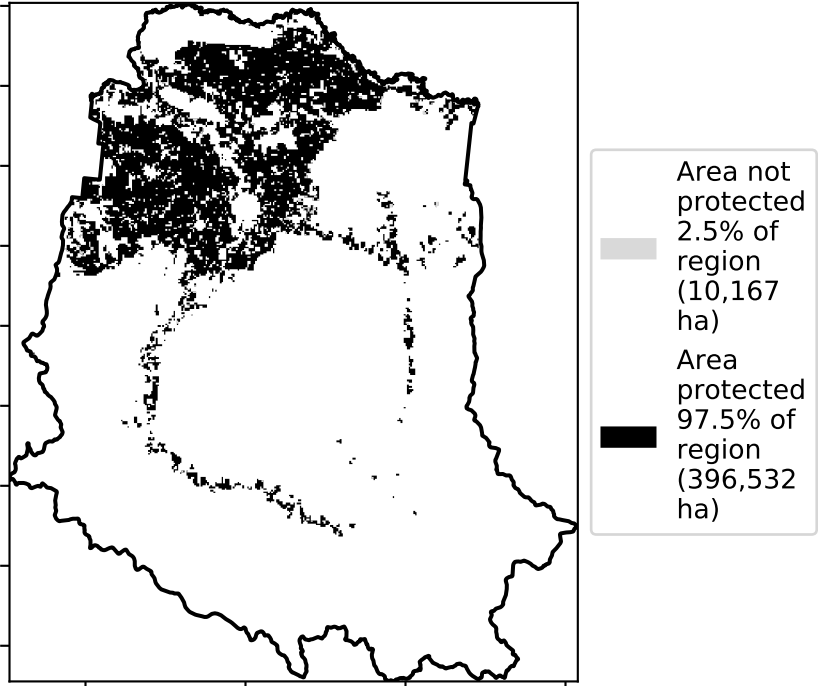 Area not
protected
2.5% of
region
(10,167
ha)
Area
protected
97.5% of
region
(396,532
ha)